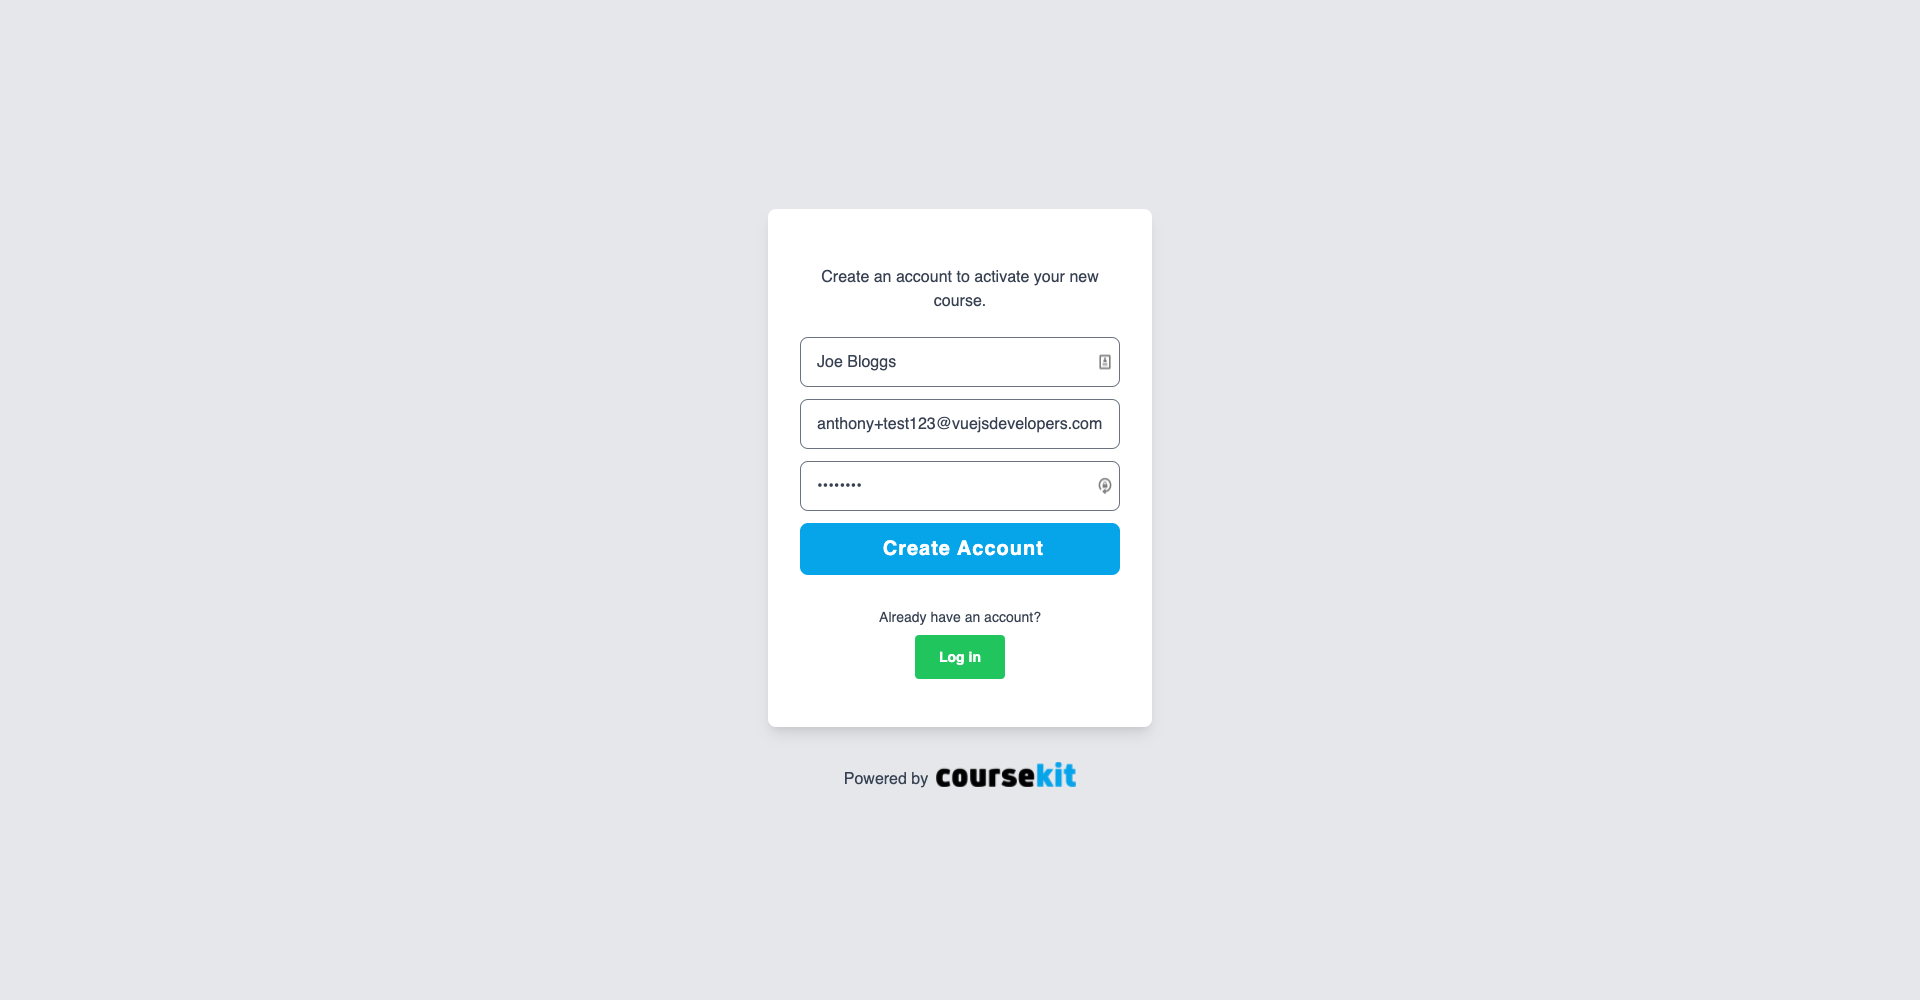 Create an account to activate your new
course.
Joe Bloggs
anthony+test123@vuejsdevelopers.com
••••••••
Create Account
Already have an account?
Log in
Powered by coursekit